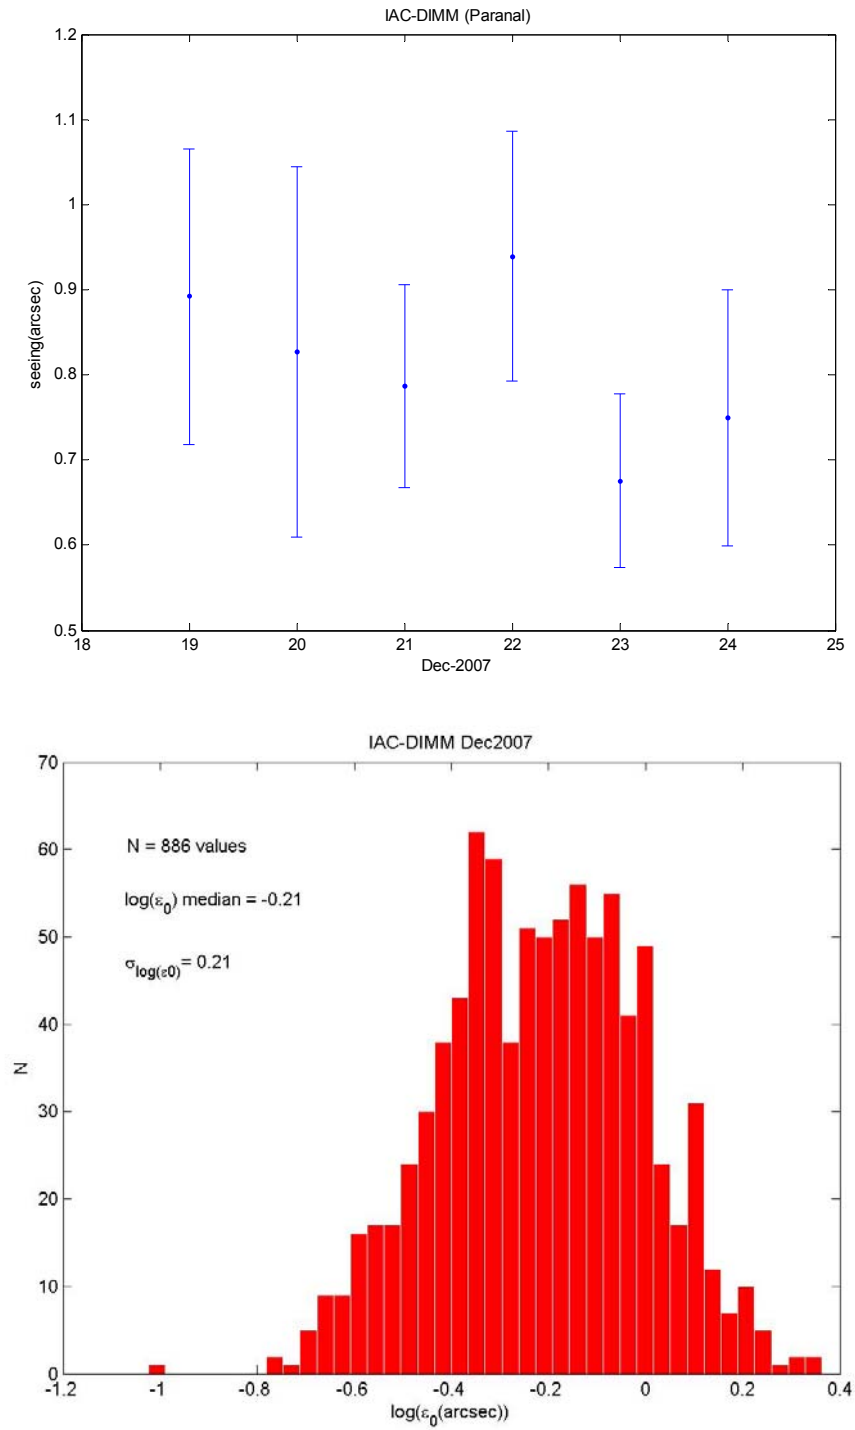 IAC-DIMM (Paranal)
1.2
1.1
1
0.9
0.8
0.7
0.6
0.5
seeing(arcsec)
18 19 20 21 22 23 24 25
Dec-2007
IAC-DIMM Dec2007
70
60
50
40
30
20
10
0
N
N = 886 values
log(ε0) median = -0.21
σlog(ε0) = 0.21
-1.2 -1 -0.8 -0.6 -0.4 -0.2 0 0.2 0.4
log(ε0(arcsec))